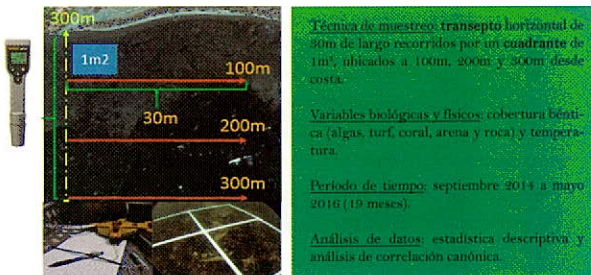 300m
1m2
100m
30m
200m
300m
Técnica de muestreo: transepto horizontal de
30m de largo recorridos por un cuadrante de
1m², ubicados a 100m, 200m y 300m desde
costa.
Variables biológicas y físicos: cobertura bénti-
ca (algas, turf, coral, arena y roca) y tempera-
tura.
Período de tiempo: septiembre 2014 a mayo
2016 (19 meses).
Análisis de datos: estadística descriptiva y
análisis de correlación canónica.